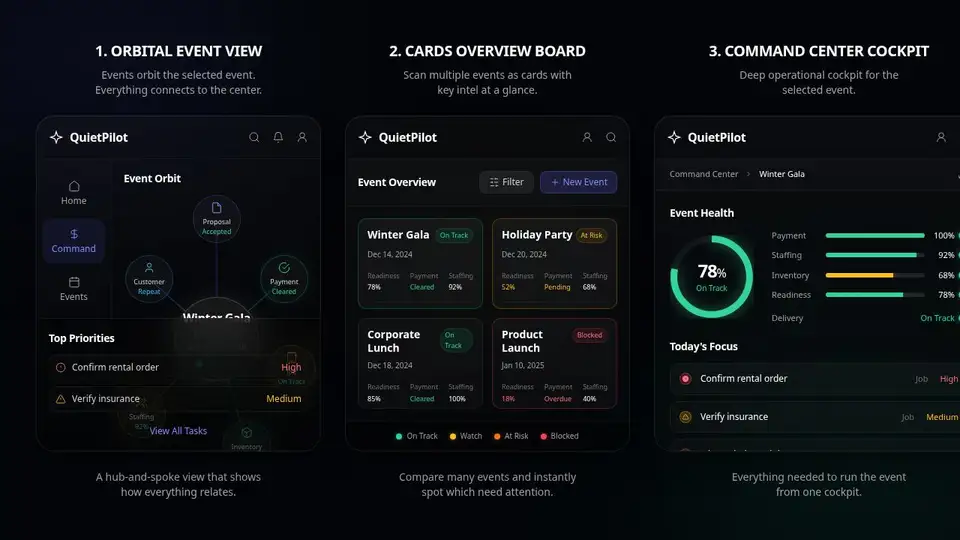 1. ORBITAL EVENT VIEW
Events orbit the selected event.
Everything connects to the center.
QuietPilot
Home
Command
Events
Event Orbit
Proposal
Accepted
Customer
Repeat
Payment
Cleared
Winter Gala
Top Priorities
Confirm rental order
High
On Track
Verify insurance
Medium
Staffing
92%
View All Tasks
Inventory
A hub-and-spoke view that shows
how everything relates.
2. CARDS OVERVIEW BOARD
Scan multiple events as cards with
key intel at a glance.
QuietPilot
Event Overview
Filter
+ New Event
Winter Gala
On Track
Dec 14, 2024
Readiness Payment Staffing
78% Cleared 92%
Holiday Party
At Risk
Dec 20, 2024
Readiness Payment Staffing
52% Pending 68%
Corporate
Lunch
On
Track
Dec 18, 2024
Readiness Payment Staffing
85% Cleared 100%
Product
Launch
Blocked
Jan 10, 2025
Readiness Payment Staffing
18% Overdue 40%
On Track Watch At Risk Blocked
Compare many events and instantly
spot which need attention.
3. COMMAND CENTER COCKPIT
Deep operational cockpit for the
selected event.
QuietPilot
Command Center > Winter Gala
Event Health
78%
On Track
Payment 100%
Staffing 92%
Inventory 68%
Readiness 78%
Delivery On Track
Today's Focus
Confirm rental order Job High
Verify insurance Job Medium
Everything needed to run the event
from one cockpit.